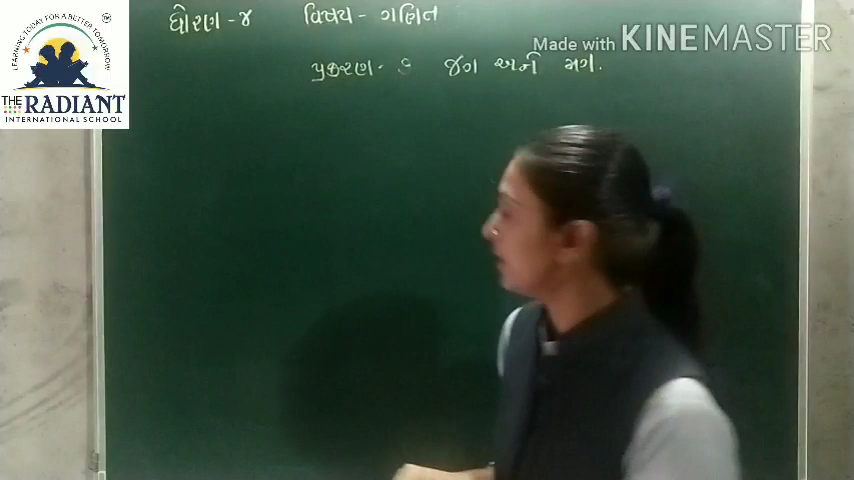 ધોરણ - ૪ વિષય - ગણિત
Made with KINEMASTER
પ્રકરણ - ૭ જગ અને મગ.
LEARNING TODAY FOR A BETTER TOMORROW
THE RADIANT
INTERNATIONAL SCHOOL